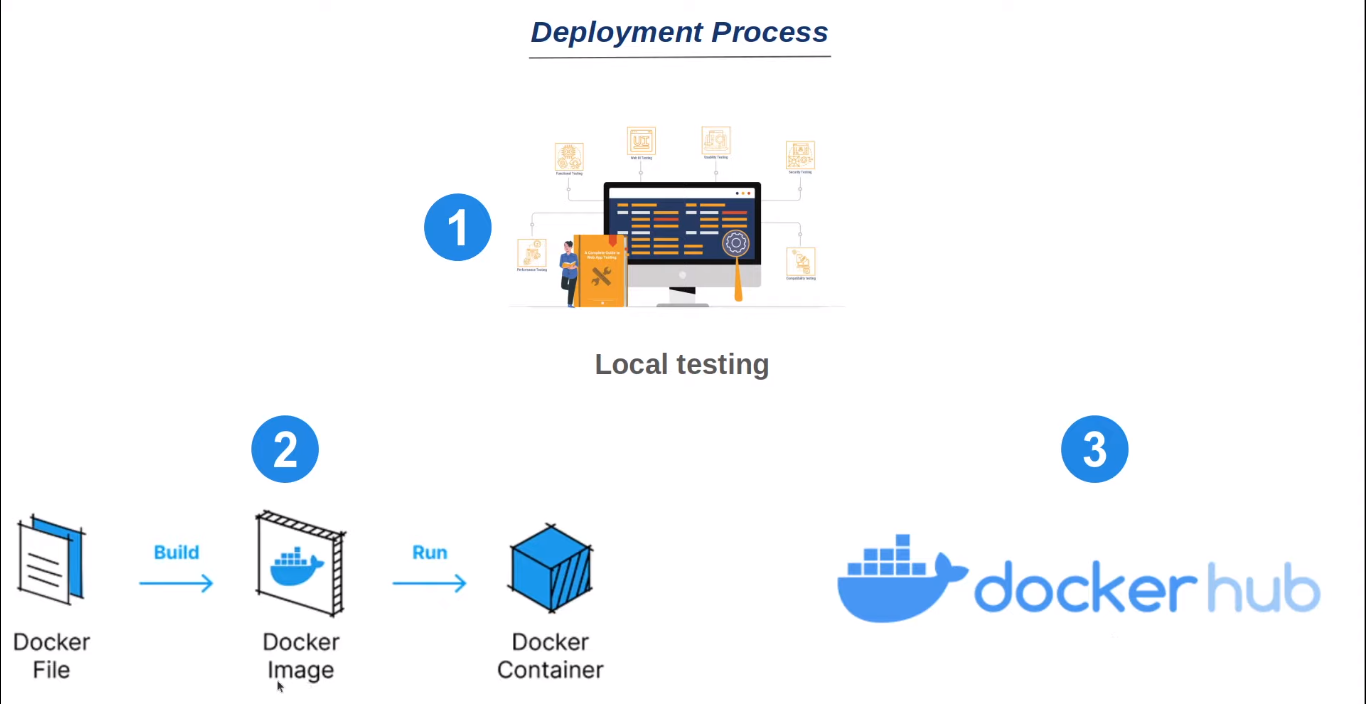 Deployment Process
UI
Web UI Testing
Usability Testing
Functional Testing
Security Testing
1
A Complete Guide to
Web App Testing
Performance Testing
Compatibility Testing
Local testing
2
3
Build
Run
docker hub
Docker
File
Docker
Image
Docker
Container